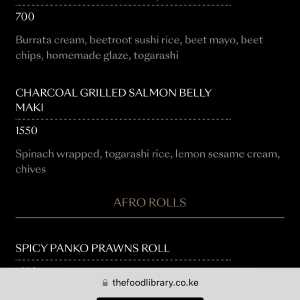 700
Burrata cream, beetroot sushi rice, beet mayo, beet
chips, homemade glaze, togarashi
CHARCOAL GRILLED SALMON BELLY
MAKI
1550
Spinach wrapped, togarashi rice, lemon sesame cream,
chives
AFRO ROLLS
SPICY PANKO PRAWNS ROLL
thefoodlibrary.co.ke